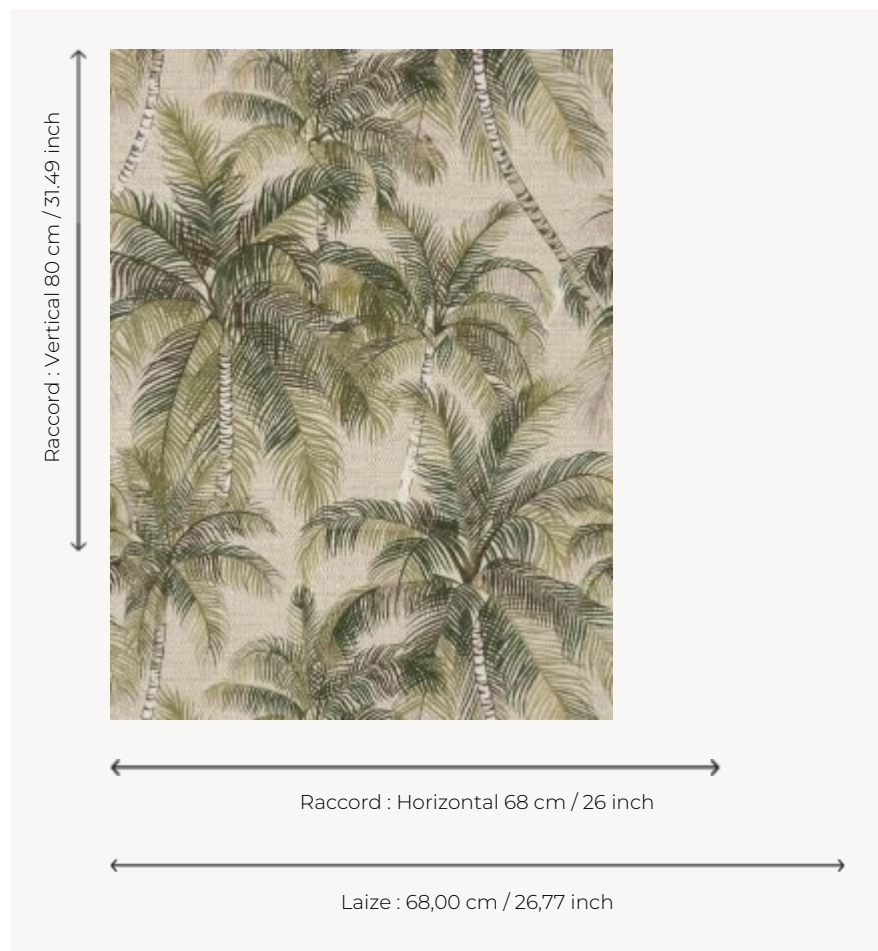 Raccord : Vertical 80 cm / 31.49 inch
Raccord : Horizontal 68 cm / 26 inch
Laize : 68,00 cm / 26,77 inch